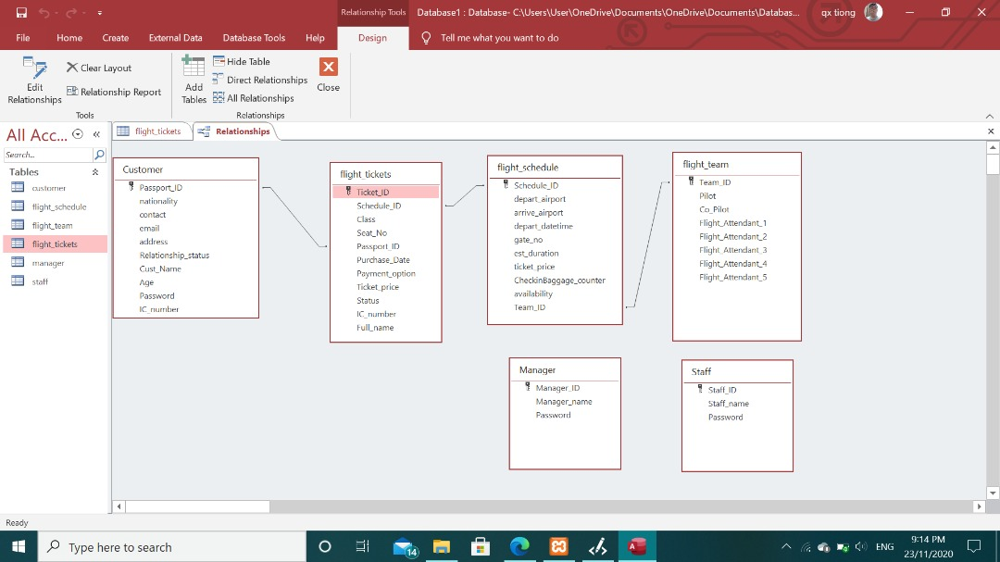 Relationship Tools
Database1 : Database- C:\Users\User\OneDrive\Documents\OneDrive\Documents\Databas...
qx tiong
File
Home
Create
External Data
Database Tools
Help
Design
Tell me what you want to do
Edit Relationships
Clear Layout
Relationship Report
Tools
Add Tables
Hide Table
Direct Relationships
All Relationships
Close
Relationships
All Acc...
Search...
Tables
customer
flight_schedule
flight_team
flight_tickets
manager
staff
flight_tickets
Relationships
Customer
Passport_ID
nationality
contact
email
address
Relationship_status
Cust_Name
Age
Password
IC_number
flight_tickets
Ticket_ID
Schedule_ID
Class
Seat_No
Passport_ID
Purchase_Date
Payment_option
Ticket_price
Status
IC_number
Full_name
flight_schedule
Schedule_ID
depart_airport
arrive_airport
depart_datetime
gate_no
est_duration
ticket_price
CheckinBaggage_counter
availability
Team_ID
flight_team
Team_ID
Pilot
Co_Pilot
Flight_Attendant_1
Flight_Attendant_2
Flight_Attendant_3
Flight_Attendant_4
Flight_Attendant_5
Manager
Manager_ID
Manager_name
Password
Staff
Staff_ID
Staff_name
Password
Ready
Type here to search
14
A
ENG
9:14 PM
23/11/2020